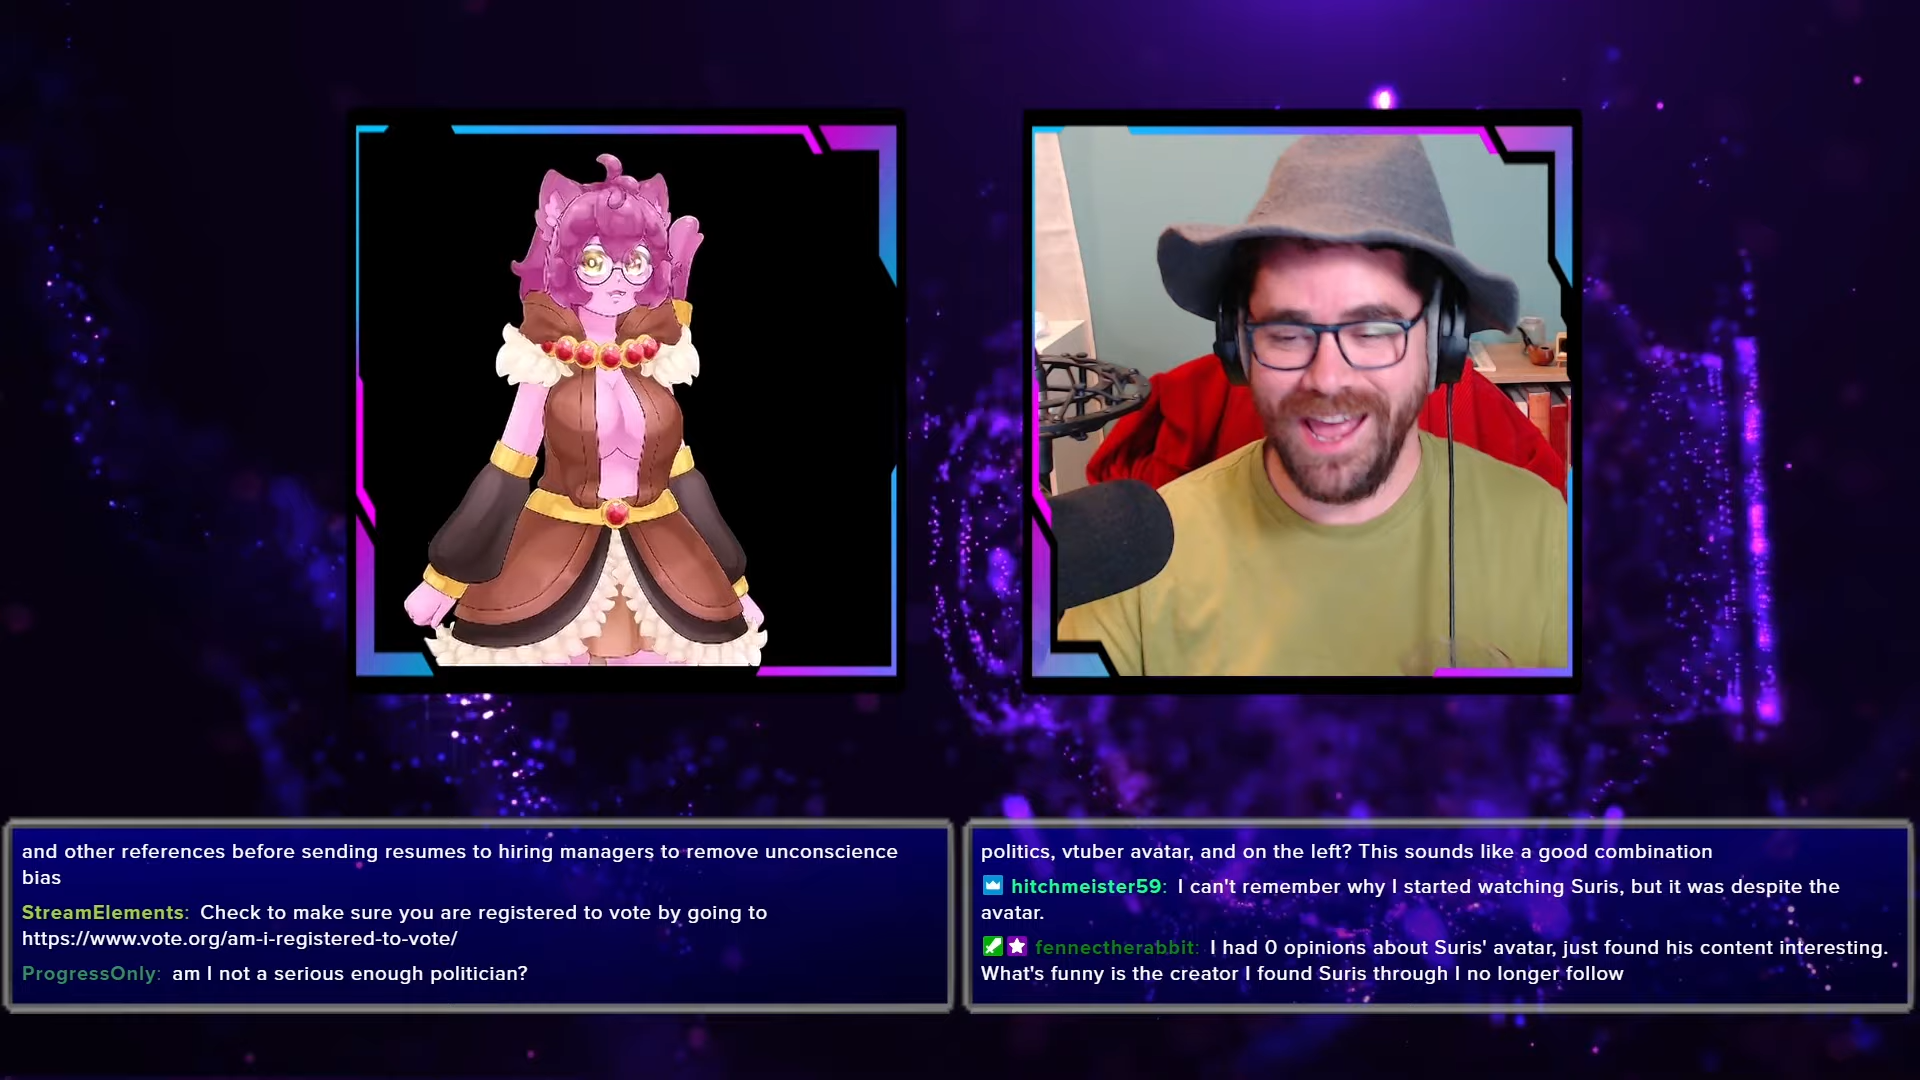 and other references before sending resumes to hiring managers to remove unconscience
bias
StreamElements: Check to make sure you are registered to vote by going to
https://www.vote.org/am-i-registered-to-vote/
ProgressOnly: am I not a serious enough politician?
politics, vtuber avatar, and on the left? This sounds like a good combination
hitchmeister59: I can't remember why I started watching Suris, but it was despite the
avatar.
fennectherabbit: I had 0 opinions about Suris' avatar, just found his content interesting.
What's funny is the creator I found Suris through I no longer follow